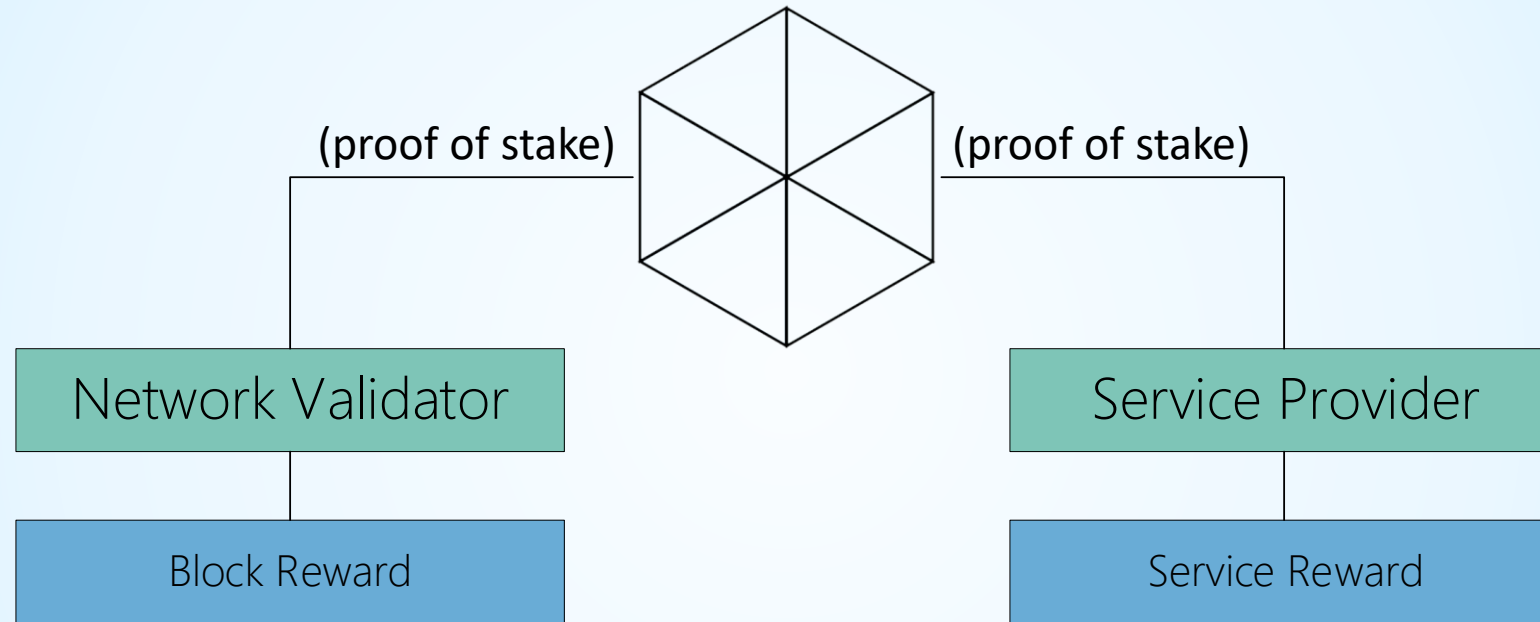 (proof of stake)
(proof of stake)
Network Validator
Service Provider
Block Reward
Service Reward